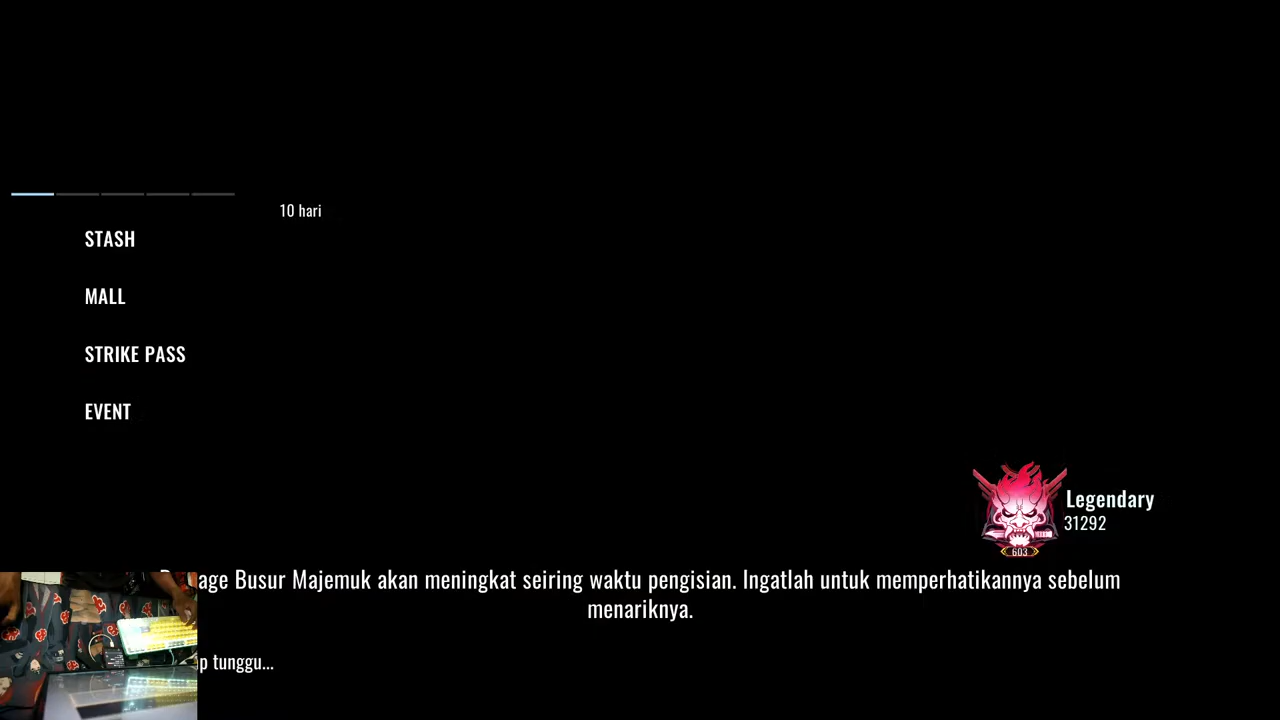 10 hari
STASH
MALL
STRIKE PASS
EVENT
Legendary
31292
603
age Busur Majemuk akan meningkat seiring waktu pengisian. Ingatlah untuk memperhatikannya sebelum
menariknya.
p tunggu...